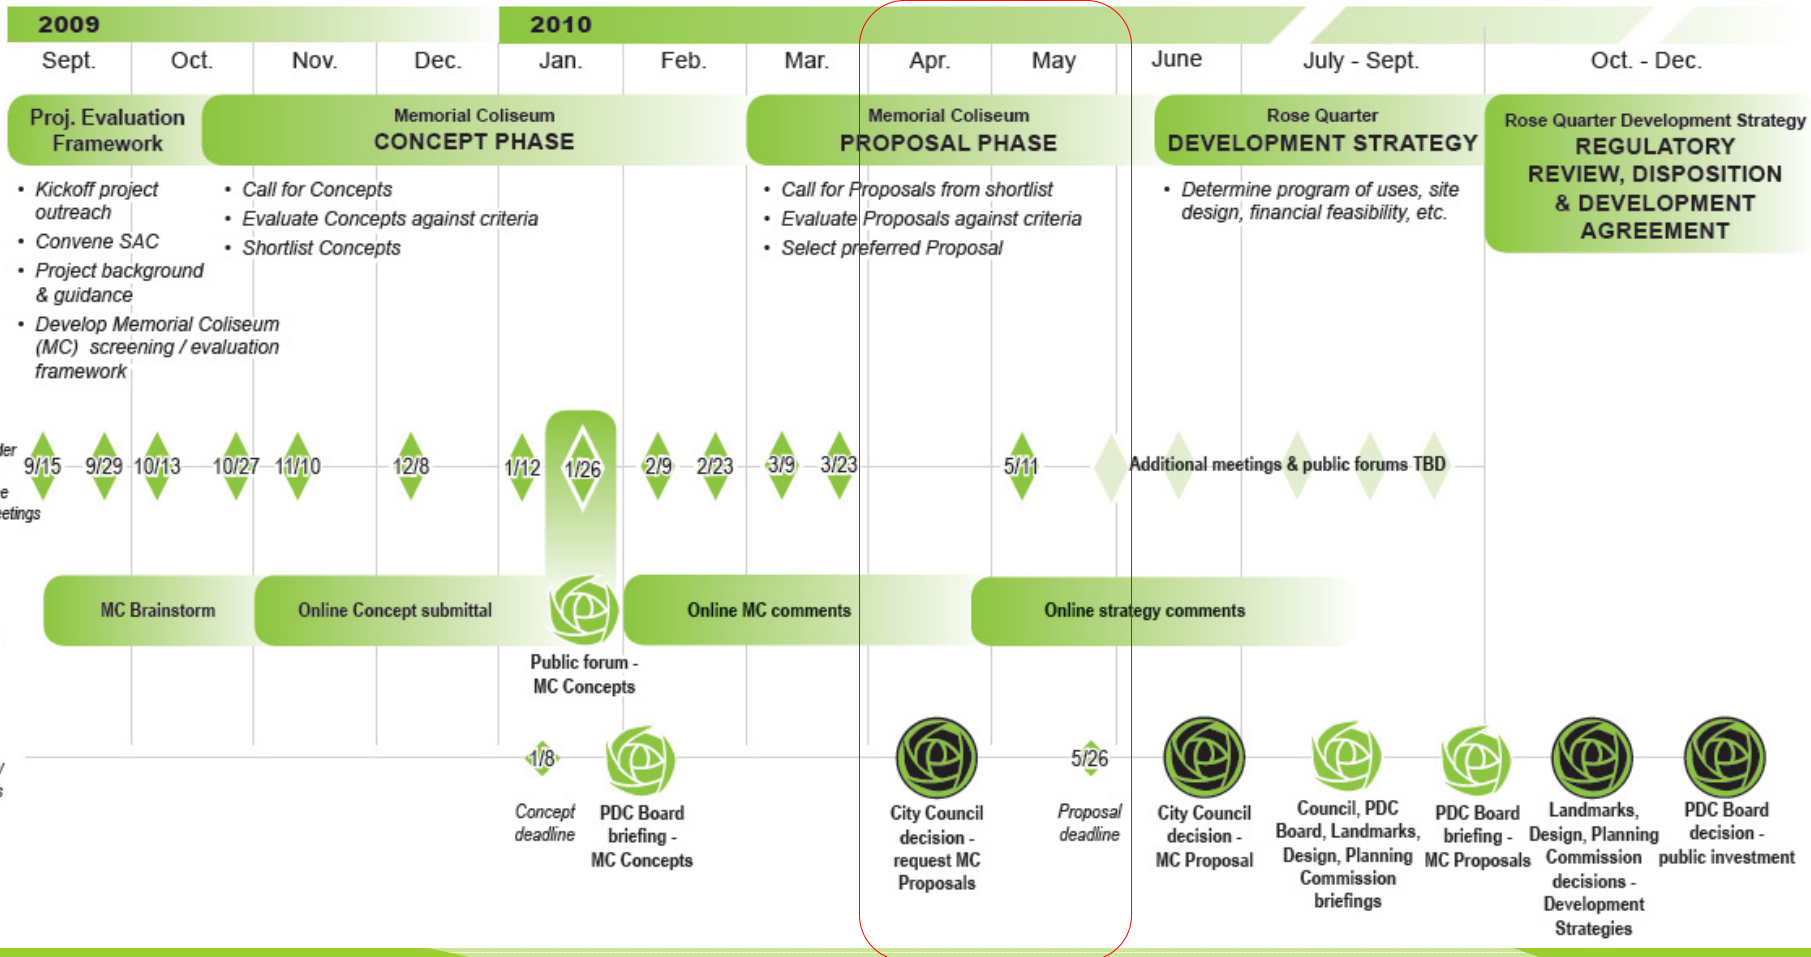 2009
2010
Sept.
Oct.
Nov.
Dec.
Jan.
Feb.
Mar.
Apr.
May
June
July - Sept.
Oct. - Dec.
Proj. Evaluation
Framework
Memorial Coliseum
CONCEPT PHASE
Memorial Coliseum
PROPOSAL PHASE
Rose Quarter
DEVELOPMENT STRATEGY
Rose Quarter Development Strategy
REGULATORY
REVIEW, DISPOSITION
& DEVELOPMENT
AGREEMENT
• Kickoff project
outreach
• Convene SAC
• Project background
& guidance
• Develop Memorial Coliseum
(MC) screening / evaluation
framework
• Call for Concepts
• Evaluate Concepts against criteria
• Shortlist Concepts
• Call for Proposals from shortlist
• Evaluate Proposals against criteria
• Select preferred Proposal
• Determine program of uses, site
design, financial feasibility, etc.
9/15
9/29
10/13
10/27
11/10
12/8
1/12
1/26
2/9
2/23
3/9
3/23
5/11
Additional meetings & public forums TBD
MC Brainstorm
Online Concept submittal
Online MC comments
Online strategy comments
Public forum -
MC Concepts
1/8
5/26
Concept
deadline
PDC Board
briefing -
MC Concepts
City Council
decision -
request MC
Proposals
Proposal
deadline
City Council
decision -
MC Proposal
Council, PDC
Board, Landmarks,
Design, Planning
Commission
briefings
PDC Board
briefing -
MC Proposals
Landmarks,
Design, Planning
Commission
decisions -
Development
Strategies
PDC Board
decision -
public investment